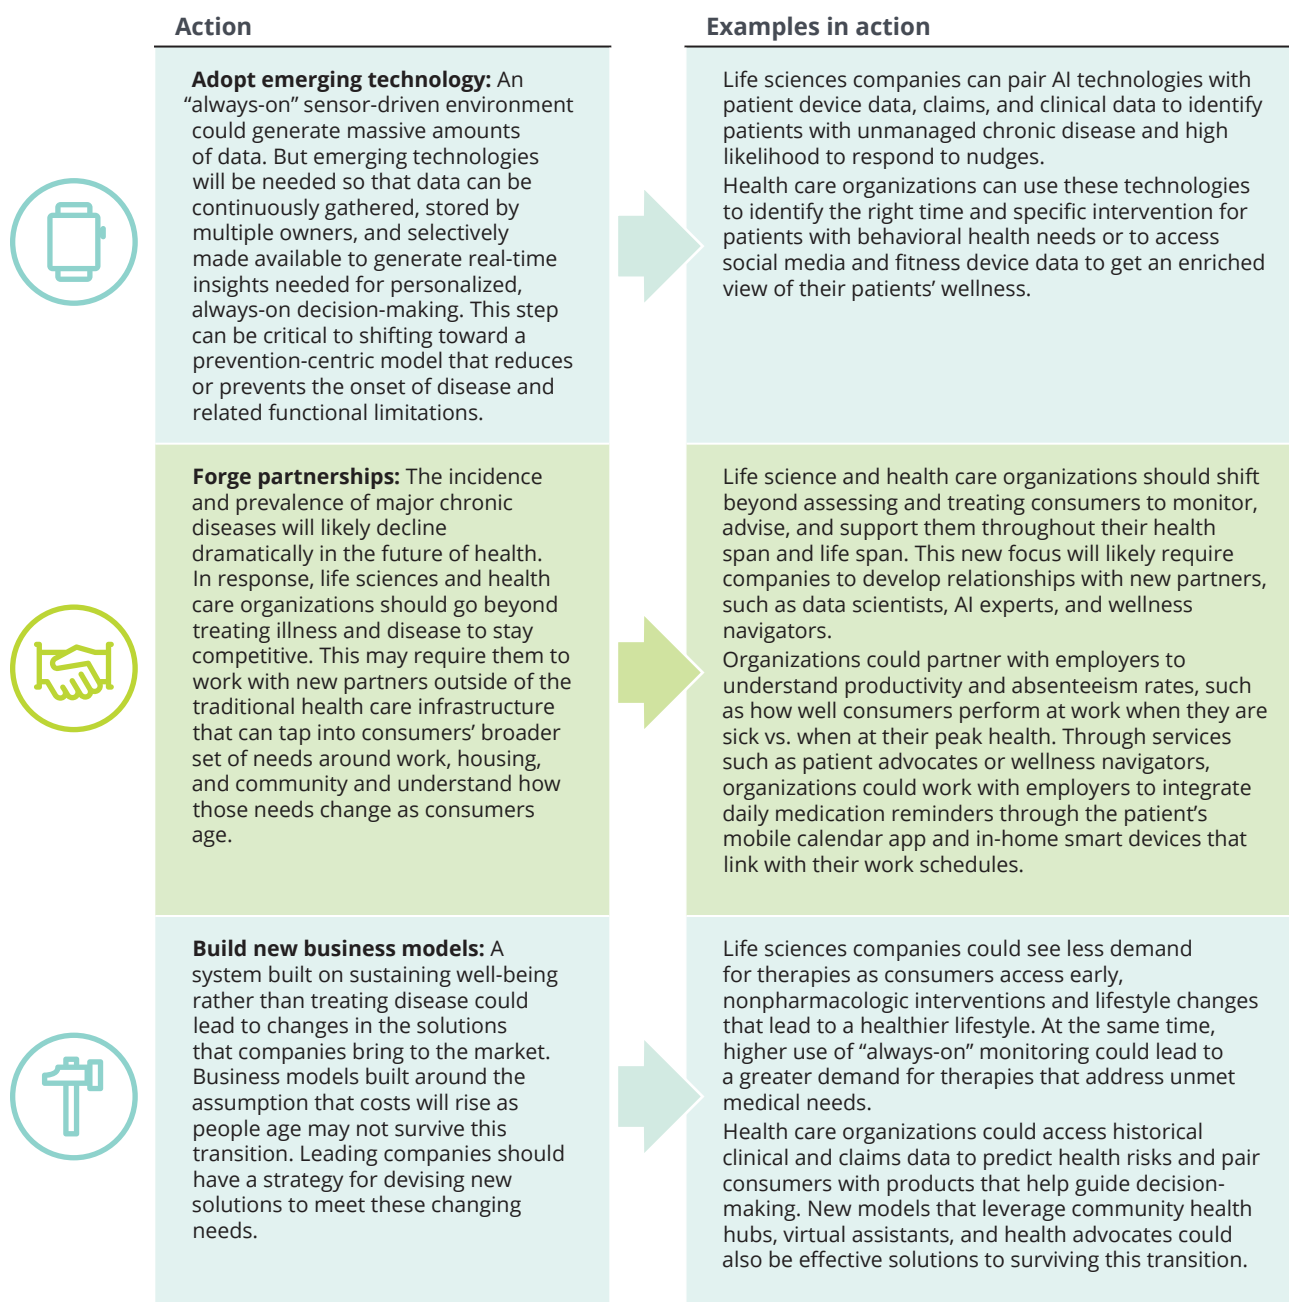 Action
Examples in action
Adopt emerging technology: An
“always-on” sensor-driven environment
could generate massive amounts
of data. But emerging technologies
will be needed so that data can be
continuously gathered, stored by
multiple owners, and selectively
made available to generate real-time
insights needed for personalized,
always-on decision-making. This step
can be critical to shifting toward a
prevention-centric model that reduces
or prevents the onset of disease and
related functional limitations.
Life sciences companies can pair AI technologies with
patient device data, claims, and clinical data to identify
patients with unmanaged chronic disease and high
likelihood to respond to nudges.
Health care organizations can use these technologies
to identify the right time and specific intervention for
patients with behavioral health needs or to access
social media and fitness device data to get an enriched
view of their patients’ wellness.
Forge partnerships: The incidence
and prevalence of major chronic
diseases will likely decline
dramatically in the future of health.
In response, life sciences and health
care organizations should go beyond
treating illness and disease to stay
competitive. This may require them to
work with new partners outside of the
traditional health care infrastructure
that can tap into consumers’ broader
set of needs around work, housing,
and community and understand how
those needs change as consumers
age.
Life science and health care organizations should shift
beyond assessing and treating consumers to monitor,
advise, and support them throughout their health
span and life span. This new focus will likely require
companies to develop relationships with new partners,
such as data scientists, AI experts, and wellness
navigators.
Organizations could partner with employers to
understand productivity and absenteeism rates, such
as how well consumers perform at work when they are
sick vs. when at their peak health. Through services
such as patient advocates or wellness navigators,
organizations could work with employers to integrate
daily medication reminders through the patient’s
mobile calendar app and in-home smart devices that
link with their work schedules.
Build new business models: A
system built on sustaining well-being
rather than treating disease could
lead to changes in the solutions
that companies bring to the market.
Business models built around the
assumption that costs will rise as
people age may not survive this
transition. Leading companies should
have a strategy for devising new
solutions to meet these changing
needs.
Life sciences companies could see less demand
for therapies as consumers access early,
nonpharmacologic interventions and lifestyle changes
that lead to a healthier lifestyle. At the same time,
higher use of “always-on” monitoring could lead to
a greater demand for therapies that address unmet
medical needs.
Health care organizations could access historical
clinical and claims data to predict health risks and pair
consumers with products that help guide decision-
making. New models that leverage community health
hubs, virtual assistants, and health advocates could
also be effective solutions to surviving this transition.